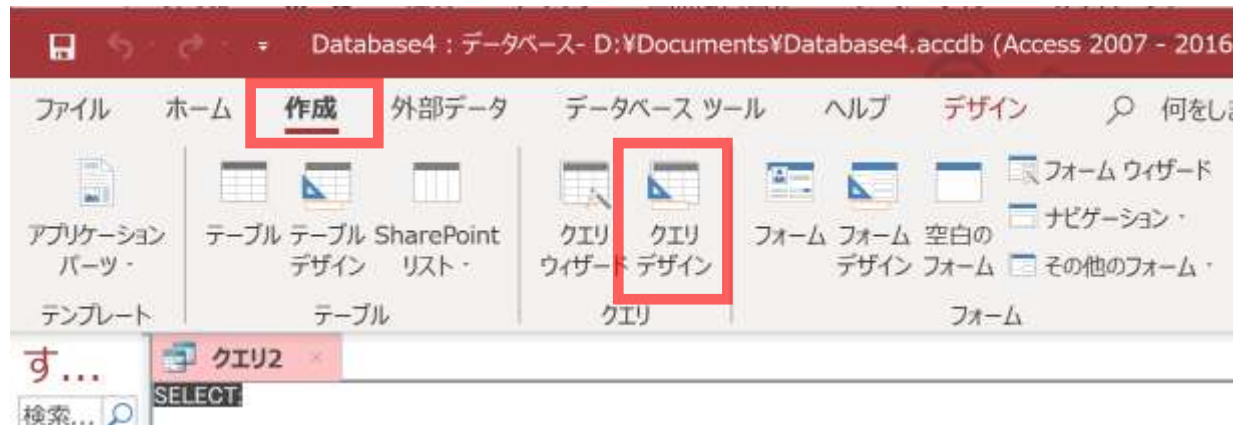 Database4 : データベース- D:¥Documents¥Database4.accdb (Access 2007 - 2016
ファイル ホーム 作成 外部データ データベース ツール ヘルプ デザイン 何をし
アプリケーション パーツ
テーブル
テーブル デザイン
SharePoint リスト
クエリ ウィザード
クエリ デザイン
フォーム
フォーム デザイン
空白の フォーム
フォーム ウィザード
ナビゲーション
その他のフォーム
テンプレート テーブル クエリ フォーム
す... クエリ2
検索... SELECT;